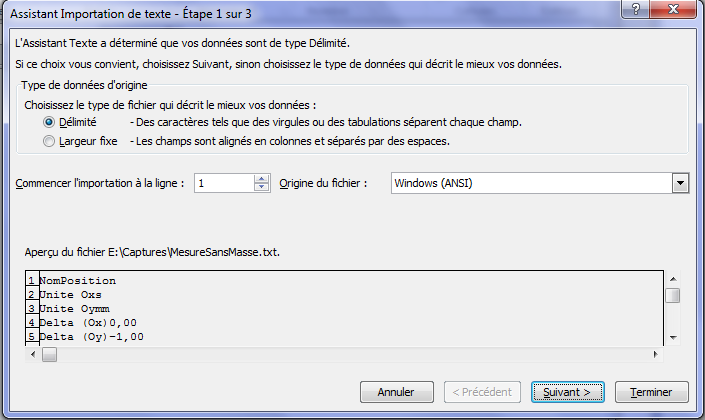 Assistant Importation de texte - Étape 1 sur 3
L'Assistant Texte a déterminé que vos données sont de type Délimité.
Si ce choix vous convient, choisissez Suivant, sinon choisissez le type de données qui décrit le mieux vos données.
Type de données d'origine
Choisissez le type de fichier qui décrit le mieux vos données :
Délimité - Des caractères tels que des virgules ou des tabulations séparent chaque champ.
Largeur fixe - Les champs sont alignés en colonnes et séparés par des espaces.
Commencer l'importation à la ligne : 1 Origine du fichier : Windows (ANSI)
Aperçu du fichier E:\Captures\MesureSansMasse.txt.
1 NomPosition
2 Unite Oxs
3 Unite Oymm
4 Delta (Ox)0,00
5 Delta (Oy)-1,00
Annuler < Précédent Suivant > Terminer